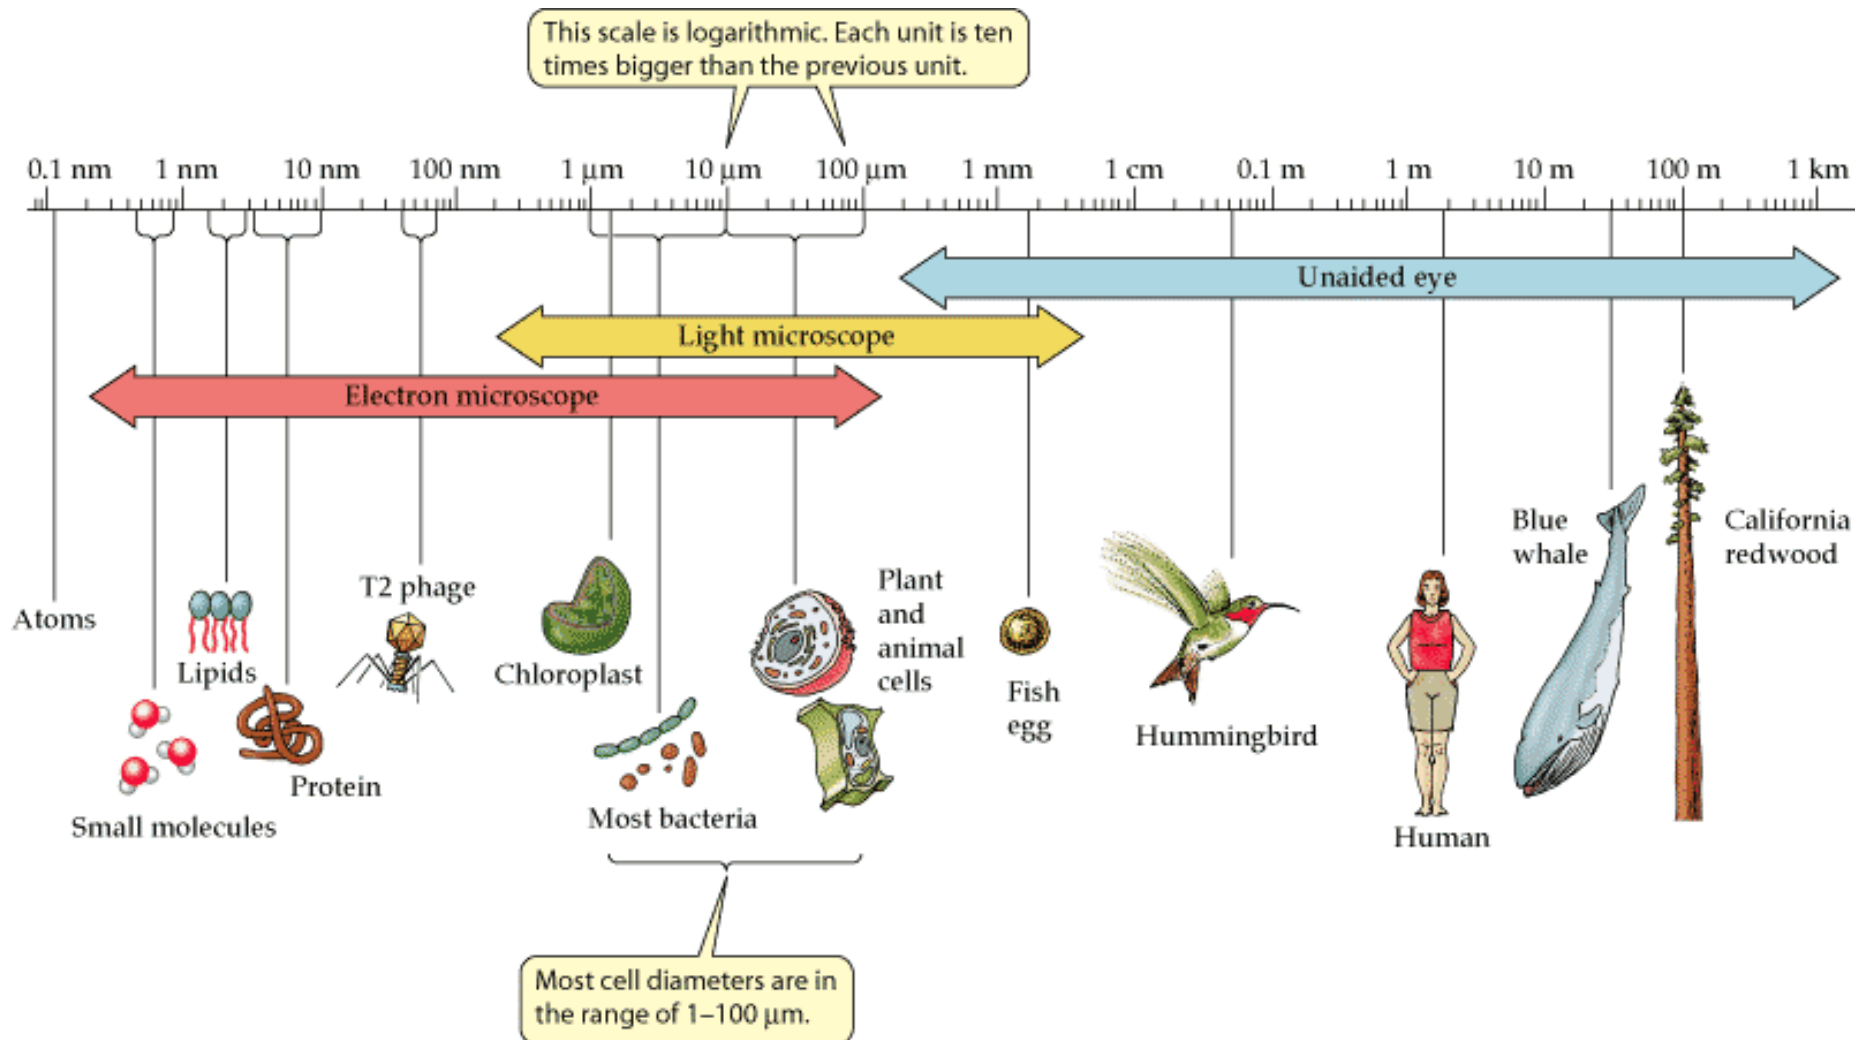 This scale is logarithmic. Each unit is ten
times bigger than the previous unit.
0.1 nm 1 nm 10 nm 100 nm 1 μm 10 μm 100 μm 1 mm 1 cm 0.1 m 1 m 10 m 100 m 1 km
Unaided eye
Light microscope
Electron microscope
Atoms
Small molecules
Lipids
Protein
T2 phage
Chloroplast
Most bacteria
Plant
and
animal
cells
Fish
egg
Hummingbird
Human
Blue
whale
California
redwood
Most cell diameters are in
the range of 1–100 μm.